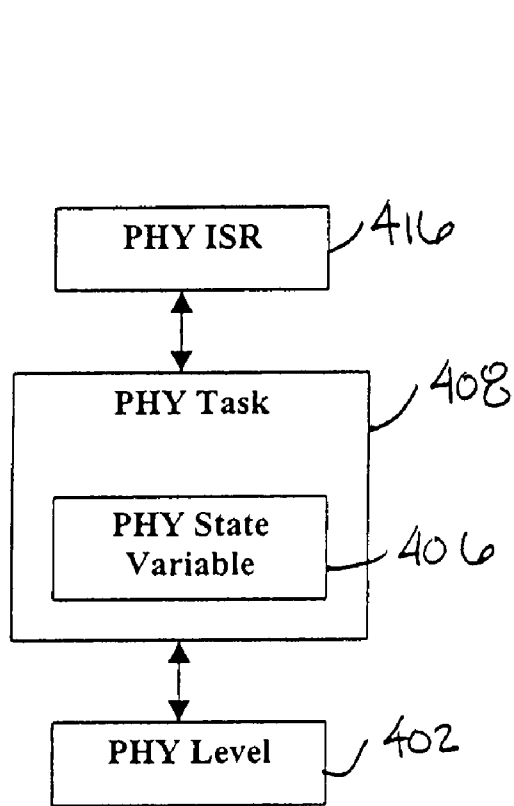 PHY ISR
416
PHY Task
408
PHY State
Variable
406
PHY Level
402